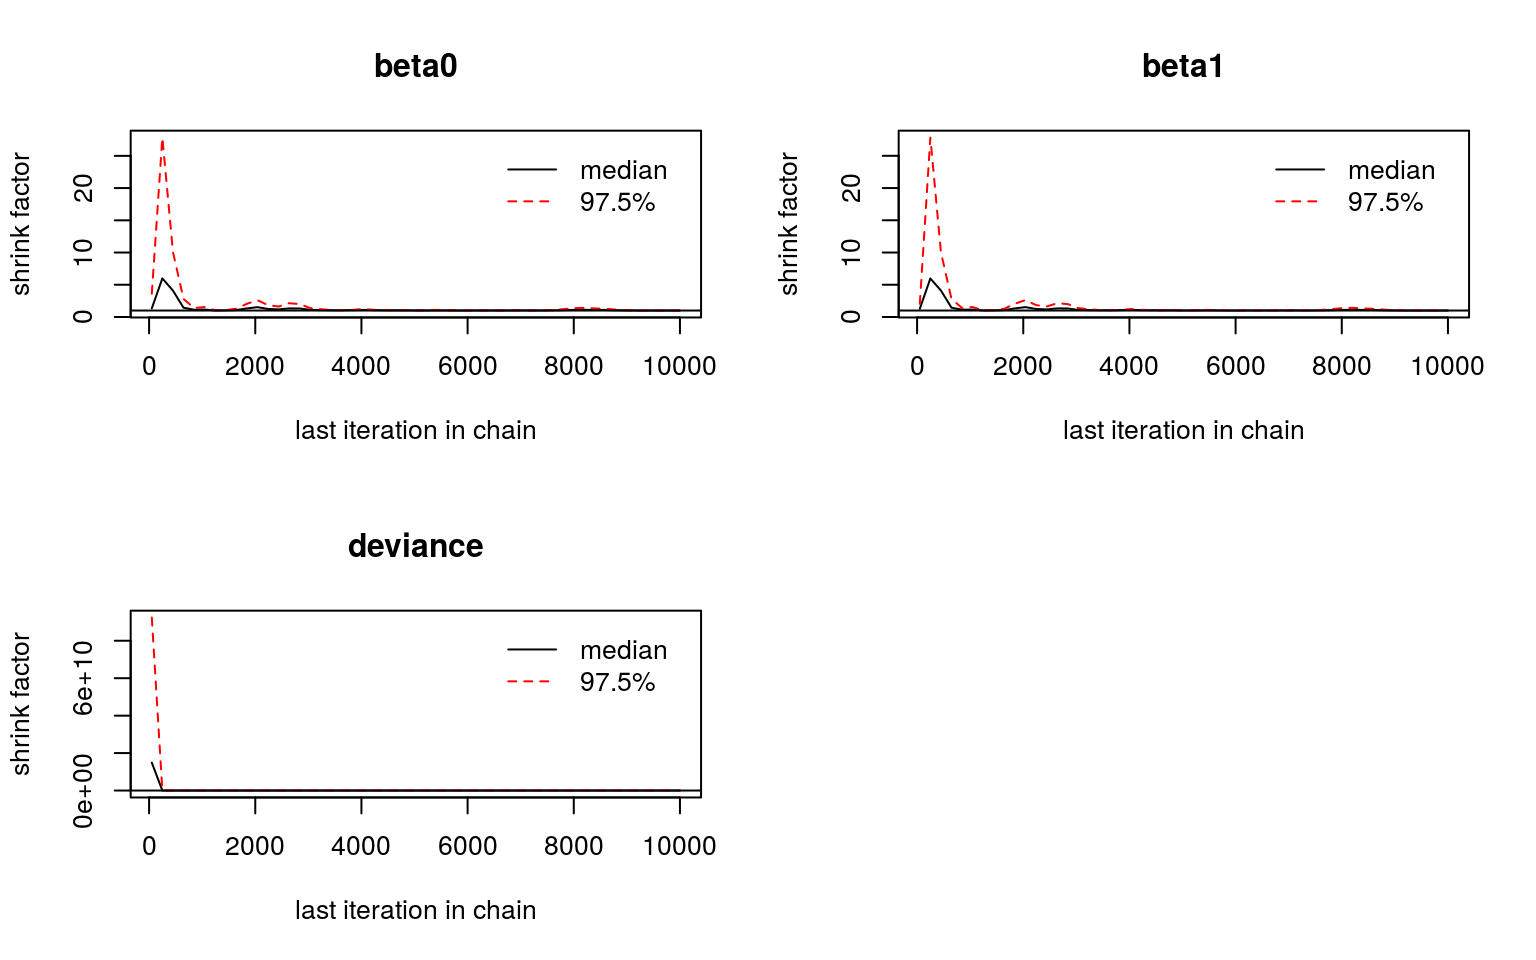 beta0
shrink factor
0 10 20
median
97.5%
0 2000 4000 6000 8000 10000
last iteration in chain
beta1
shrink factor
0 10 20
median
97.5%
0 2000 4000 6000 8000 10000
last iteration in chain
deviance
shrink factor
0e+00 6e+10
median
97.5%
0 2000 4000 6000 8000 10000
last iteration in chain